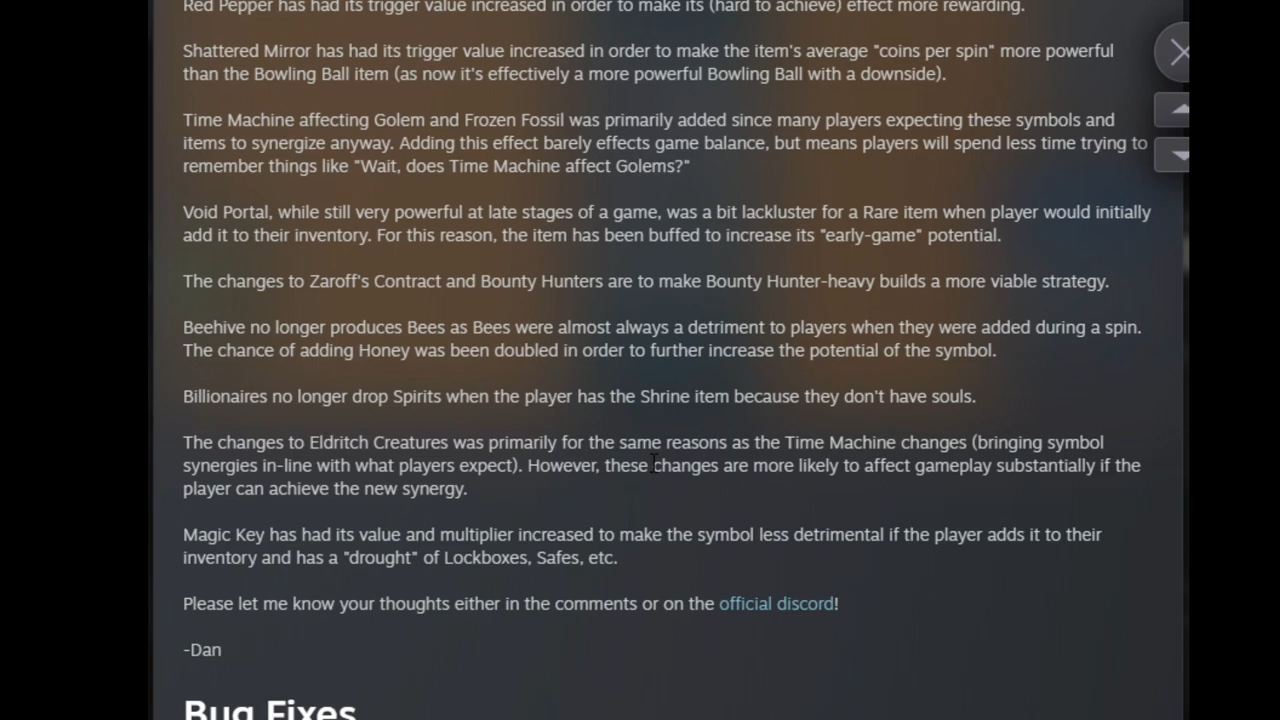 Red Pepper has had its trigger value increased in order to make its (hard to achieve) effect more rewarding.
Shattered Mirror has had its trigger value increased in order to make the item's average "coins per spin" more powerful
than the Bowling Ball item (as now it's effectively a more powerful Bowling Ball with a downside).
Time Machine affecting Golem and Frozen Fossil was primarily added since many players expecting these symbols and
items to synergize anyway. Adding this effect barely effects game balance, but means players will spend less time trying to
remember things like "Wait, does Time Machine affect Golems?"
Void Portal, while still very powerful at late stages of a game, was a bit lackluster for a Rare item when player would initially
add it to their inventory. For this reason, the item has been buffed to increase its "early-game" potential.
The changes to Zaroff's Contract and Bounty Hunters are to make Bounty Hunter-heavy builds a more viable strategy.
Beehive no longer produces Bees as Bees were almost always a detriment to players when they were added during a spin.
The chance of adding Honey was been doubled in order to further increase the potential of the symbol.
Billionaires no longer drop Spirits when the player has the Shrine item because they don't have souls.
The changes to Eldritch Creatures was primarily for the same reasons as the Time Machine changes (bringing symbol
synergies in-line with what players expect). However, these changes are more likely to affect gameplay substantially if the
player can achieve the new synergy.
Magic Key has had its value and multiplier increased to make the symbol less detrimental if the player adds it to their
inventory and has a "drought" of Lockboxes, Safes, etc.
Please let me know your thoughts either in the comments or on the official discord!
-Dan
Bug Fixes